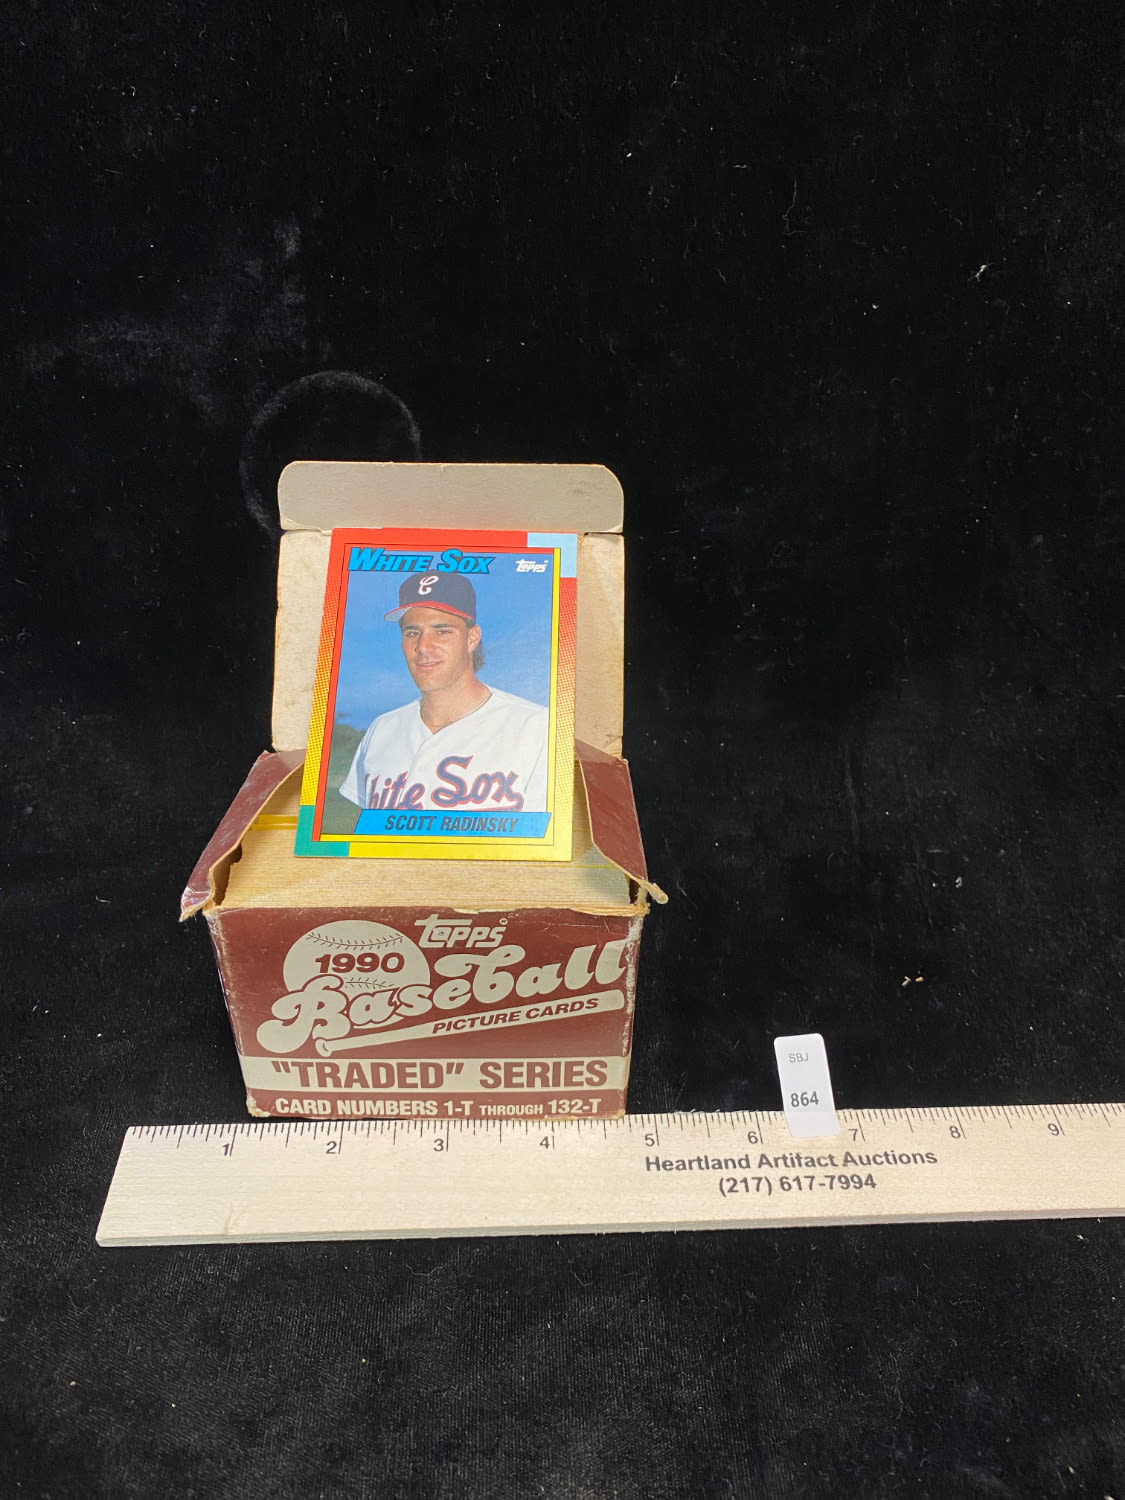 WHITE SOX
TOPPS
C
White Sox
SCOTT RADINSKY
TOPPS®
1990
Baseball
PICTURE CARDS
"TRADED" SERIES
CARD NUMBERS 1-T THROUGH 132-T
SBJ
864
1 2 3 4 5 6 7 8 9
Heartland Artifact Auctions
(217) 617-7994